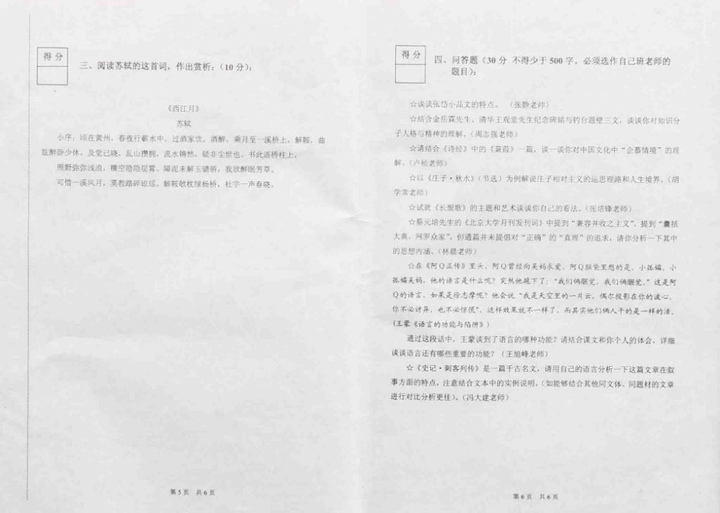 得分
三、阅读苏轼的这首词，作出赏析：（10分）：
《西江月》
苏轼
小序：顷在黄州，春夜行蕲水中，过酒家饮。酒醉，乘月至一溪桥上，解鞍，曲
肱醉卧少休。及觉已晓，乱山攒拥，流水锵然，疑非尘世也。书此语桥柱上。
照野弥弥浅浪，横空隐隐层霄。障泥未解玉骢骄，我欲醉眠芳草。
可惜一溪风月，莫教踏碎琼瑶。解鞍欹枕绿杨桥，杜宇一声春晓。
第5页 共6页
得分
四、问答题（30分 不得少于500字，必须选作自己班老师的
题目）：
☆谈谈张岱小品文的特点。（张静老师）
☆结合金岳霖先生，清华王观堂先生纪念碑铭与钓台题壁三文，谈谈你对知识分
子人格与精神的理解。（周志强老师）
☆请结合《诗经》中的《蒹葭》一篇，谈一谈你对中国文化中“企慕情境”的理
解。（卢桢老师）
☆以《庄子·秋水》（节选）为例解说庄子相对主义的运思理路和人生境界。（胡
学常老师）
☆试就《长恨歌》的主题和艺术谈谈你自己的看法。（张培锋老师）
☆蔡元培先生的《北京大学月刊发刊词》中提到“兼容并收之主义”，提到“囊括
大典，网罗众家”，但通篇并未提倡对“正确”的“真理”的追求，请你分析一下其中
的思想内涵。（林晨老师）
☆在《阿Q正传》里头，阿Q曾经向吴妈求爱，阿Q脑瓷里想的是，小孤孀，小
孤孀吴妈，他的语言是什么呢？突然他跪下了：“我们俩睏觉，我们俩睏觉。”这是阿
Q的语言，如果是徐志摩呢？他会说“我是天空里的一片云，偶尔投影在你的波心，
你不必讶异，也不必惊慌”，这样效果就不一样了，而其实他们俩人干的是一样的活。
（王蒙《语言的功能与陷阱》）
通过这段话中，王蒙谈到了语言的哪种功能？请结合课文和你个人的体会，详细
谈谈语言还有哪些重要的功能？（王旭峰老师）
☆《史记·刺客列传》是一篇千古名文，请用自己的语言分析一下这篇文章在叙
事方面的特点，注意结合文本中的实例说明。（如能够结合其他同文体、同题材的文章
进行对比分析更佳）。（冯大建老师）
第6页 共6页